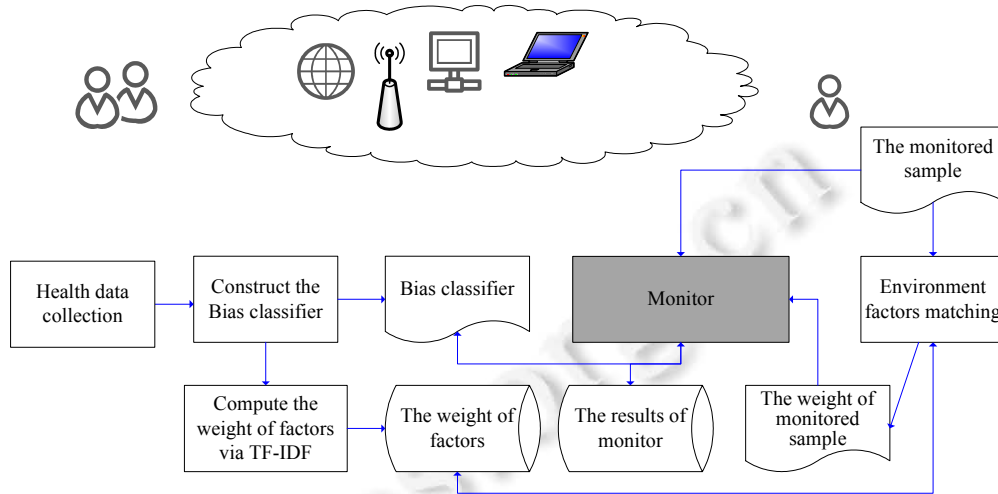 The monitored
sample
Health data
collection
Construct the
Bias classifier
Bias classifier
Monitor
Environment
factors matching
Compute the
weight of factors
via TF-IDF
The weight of
factors
The results of
monitor
The weight of
monitored
sample